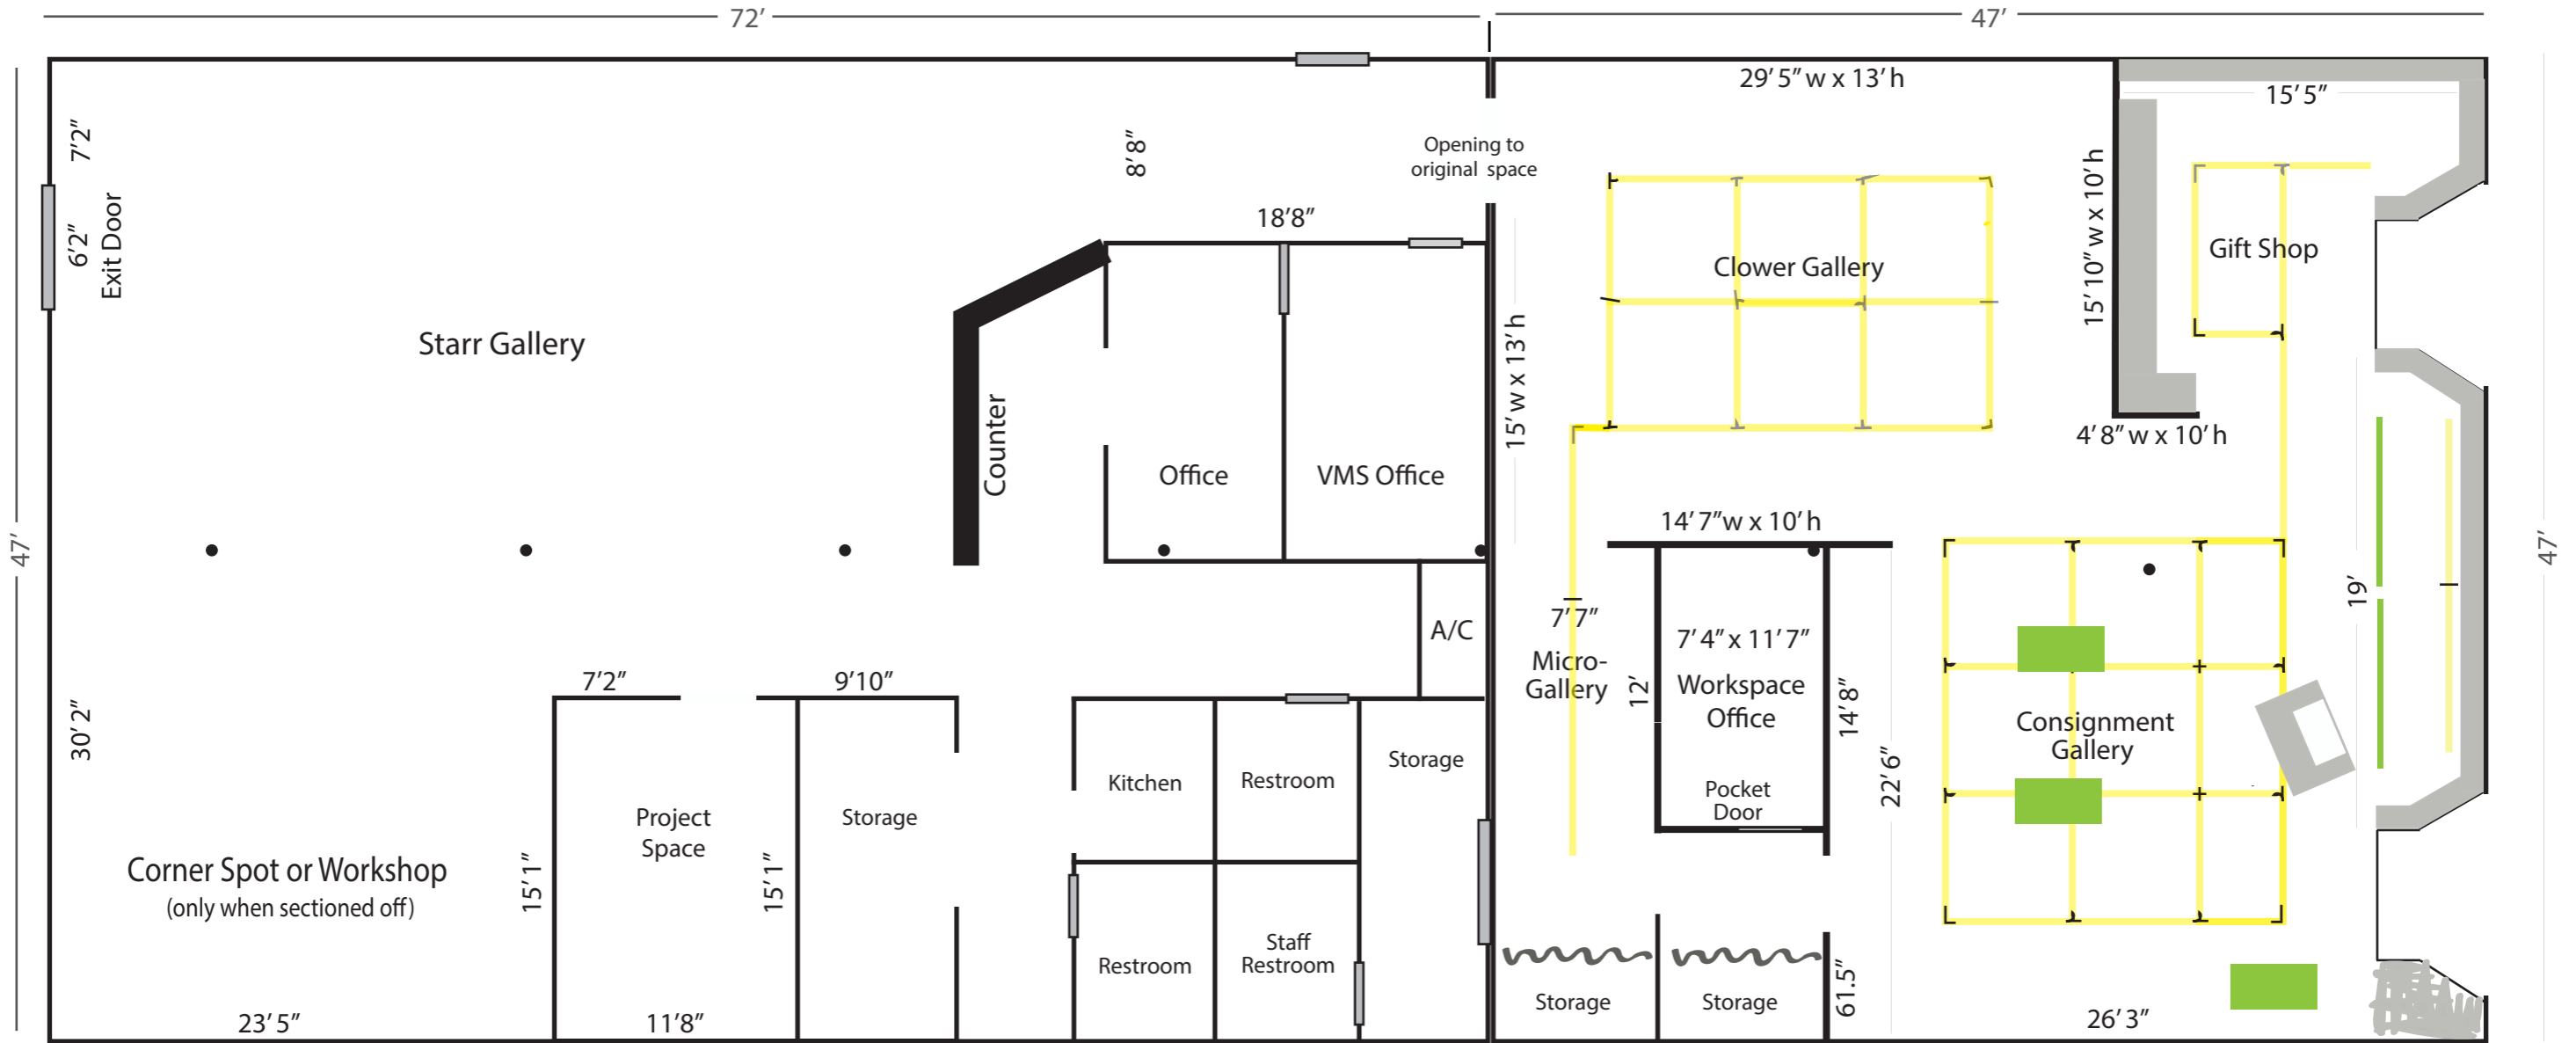 72’
47’
29’ 5” w x 13’ h
15’ 5”
7’2”
8’ 8”
Opening to
original space
15’ 10” w x 10’ h
6’2”
Exit Door
18’8”
Gift Shop
Clower Gallery
Starr Gallery
15’ w x 13’ h
Counter
4’ 8” w x 10’ h
Office
VMS Office
14’ 7”w x 10’ h
47’
47’
19’
7’ 7”
A/C
7’ 4” x 11’ 7”
Micro-
Gallery
12’
Workspace
Office
14’ 8”
7’2”
9’10”
30’ 2”
Consignment
Gallery
22’ 6”
Storage
Kitchen
Restroom
Pocket
Door
Project
Space
Storage
Corner Spot or Workshop
(only when sectioned off)
15’ 1”
15’ 1”
Restroom
Staff
Restroom
Storage
Storage
61.5”
23’ 5”
11’8”
26’ 3”